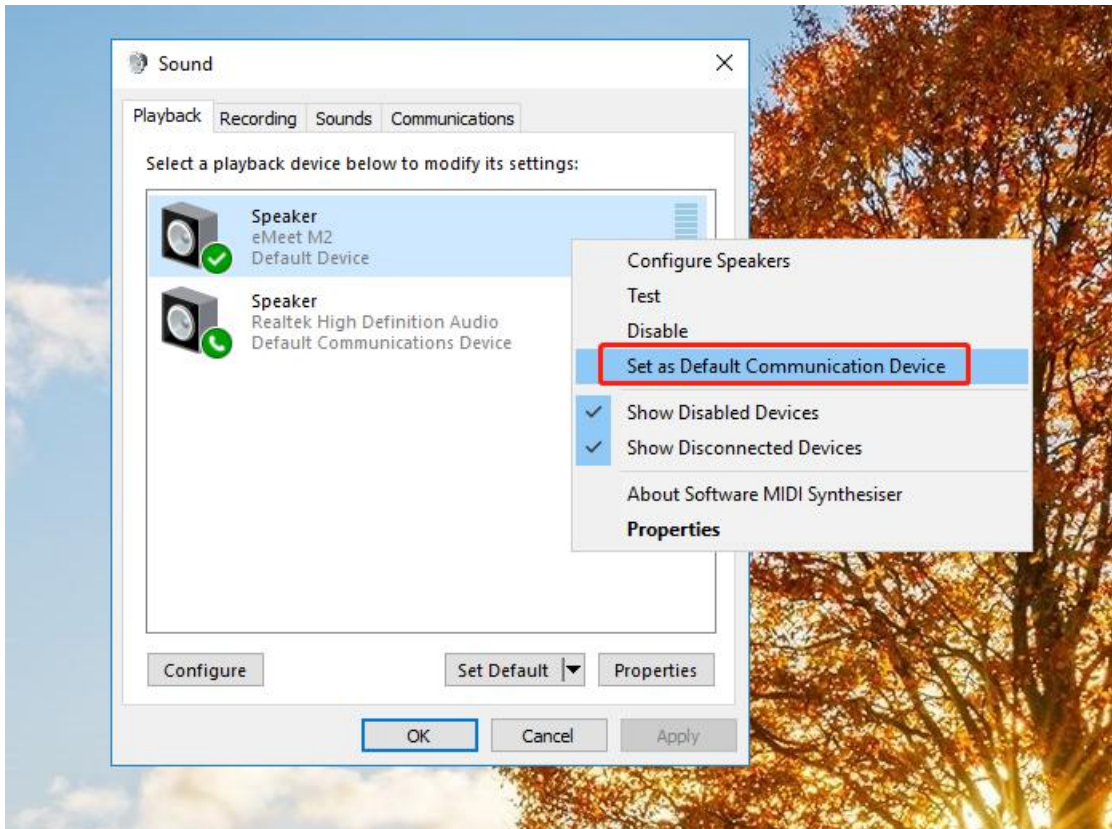 Sound
Playback Recording Sounds Communications
Select a playback device below to modify its settings:
Speaker
eMeet M2
Default Device
Speaker
Realtek High Definition Audio
Default Communications Device
Configure Speakers
Test
Disable
Set as Default Communication Device
Show Disabled Devices
Show Disconnected Devices
About Software MIDI Synthesiser
Properties
Configure Set Default Properties
OK Cancel Apply